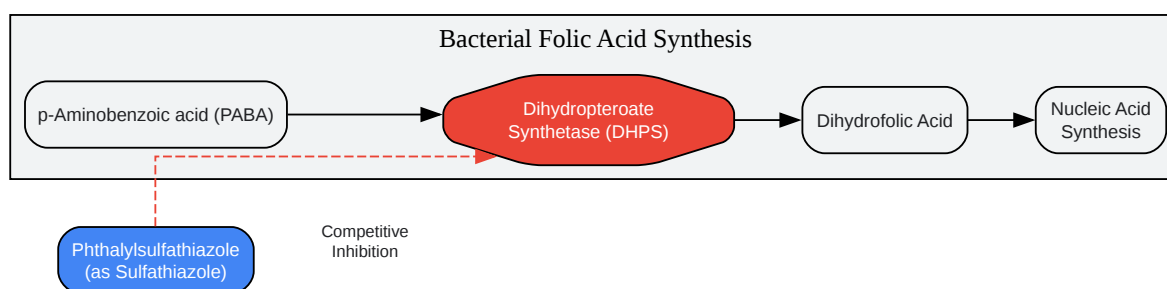 Bacterial Folic Acid Synthesis
p-Aminobenzoic acid (PABA)
Dihydropteroate
Synthetase (DHPS)
Dihydrofolic Acid
Nucleic Acid
Synthesis
Phthalylsulfathiazole
(as Sulfathiazole)
Competitive
Inhibition